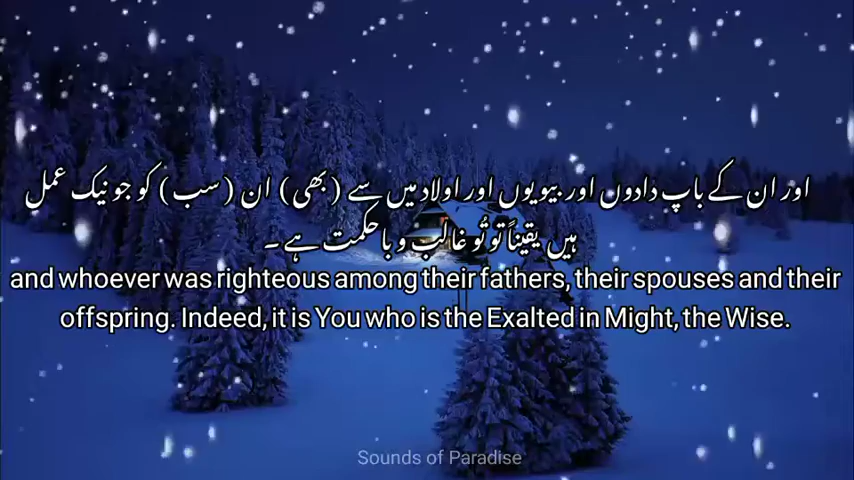 اور ان کے باپ دادوں اور بیویوں اور اولاد میں سے (بھی) ان (سب) کو جو نیک عمل
ہیں یقیناً تو تُو غالب و باحکمت ہے۔
and whoever was righteous among their fathers, their spouses and their
offspring. Indeed, it is You who is the Exalted in Might, the Wise.
Sounds of Paradise